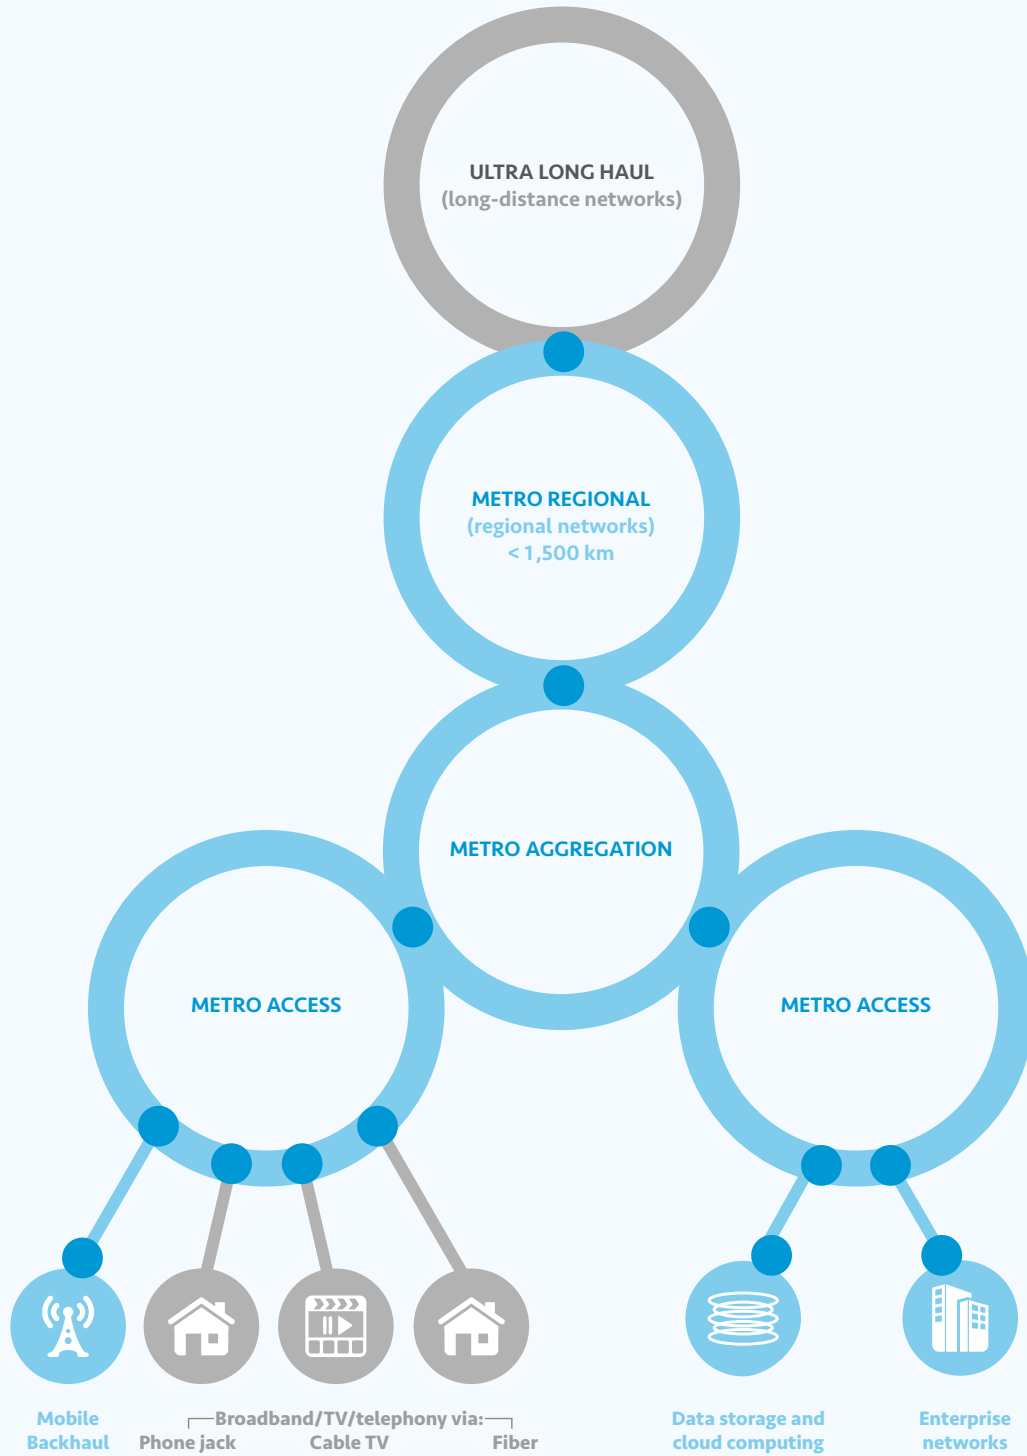 ULTRA LONG HAUL
(long-distance networks)
METRO REGIONAL
(regional networks)
< 1,500 km
METRO AGGREGATION
METRO ACCESS
METRO ACCESS
Mobile
Backhaul
Broadband/TV/telephony via:
Phone jack
Cable TV
Fiber
Data storage and
cloud computing
Enterprise
networks